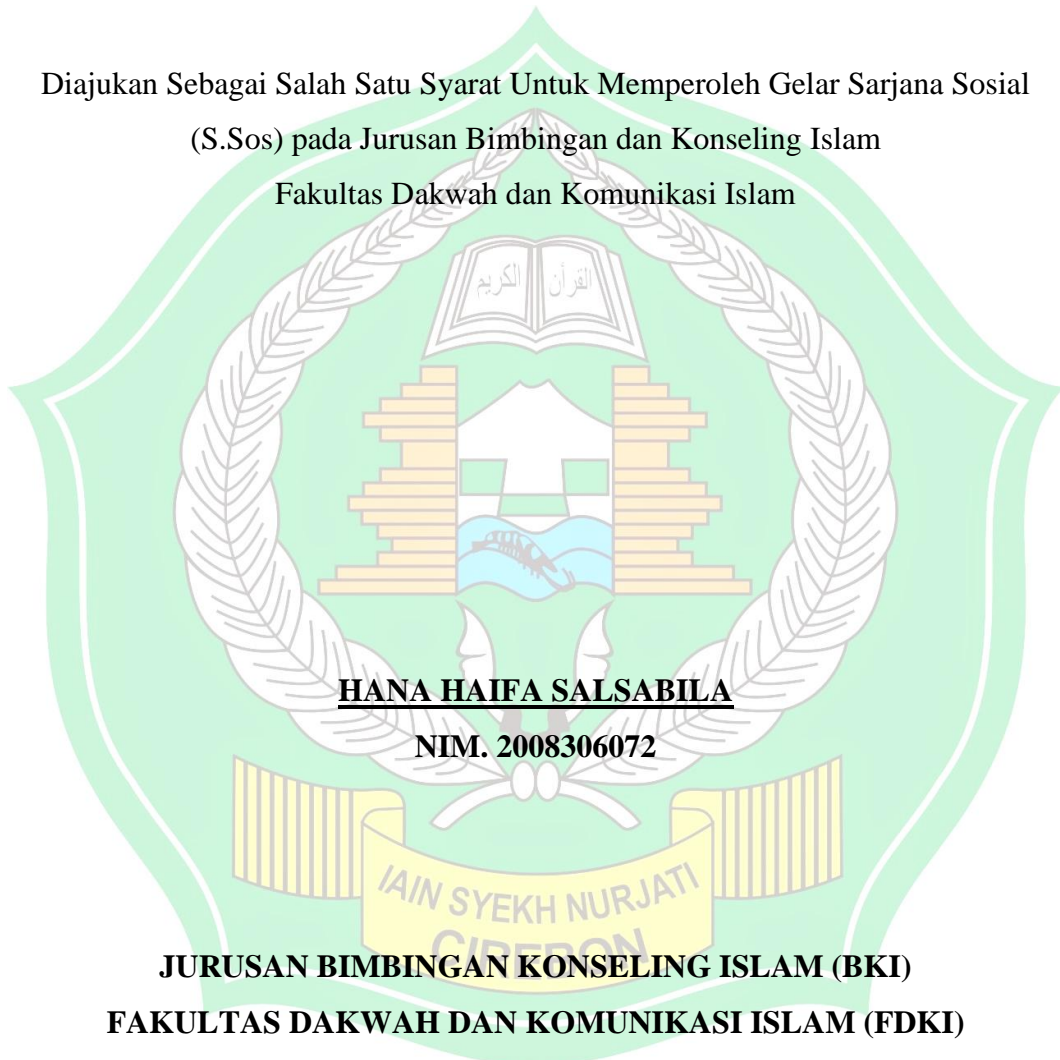 Diajukan Sebagai Salah Satu Syarat Untuk Memperoleh Gelar Sarjana Sosial
(S.Sos) pada Jurusan Bimbingan dan Konseling Islam
Fakultas Dakwah dan Komunikasi Islam
القرآن الكريم
HANA HAIFA SALSABILA
NIM. 2008306072
IAIN SYEKH NURJATI
CIREBON
JURUSAN BIMBINGAN KONSELING ISLAM (BKI)
FAKULTAS DAKWAH DAN KOMUNIKASI ISLAM (FDKI)